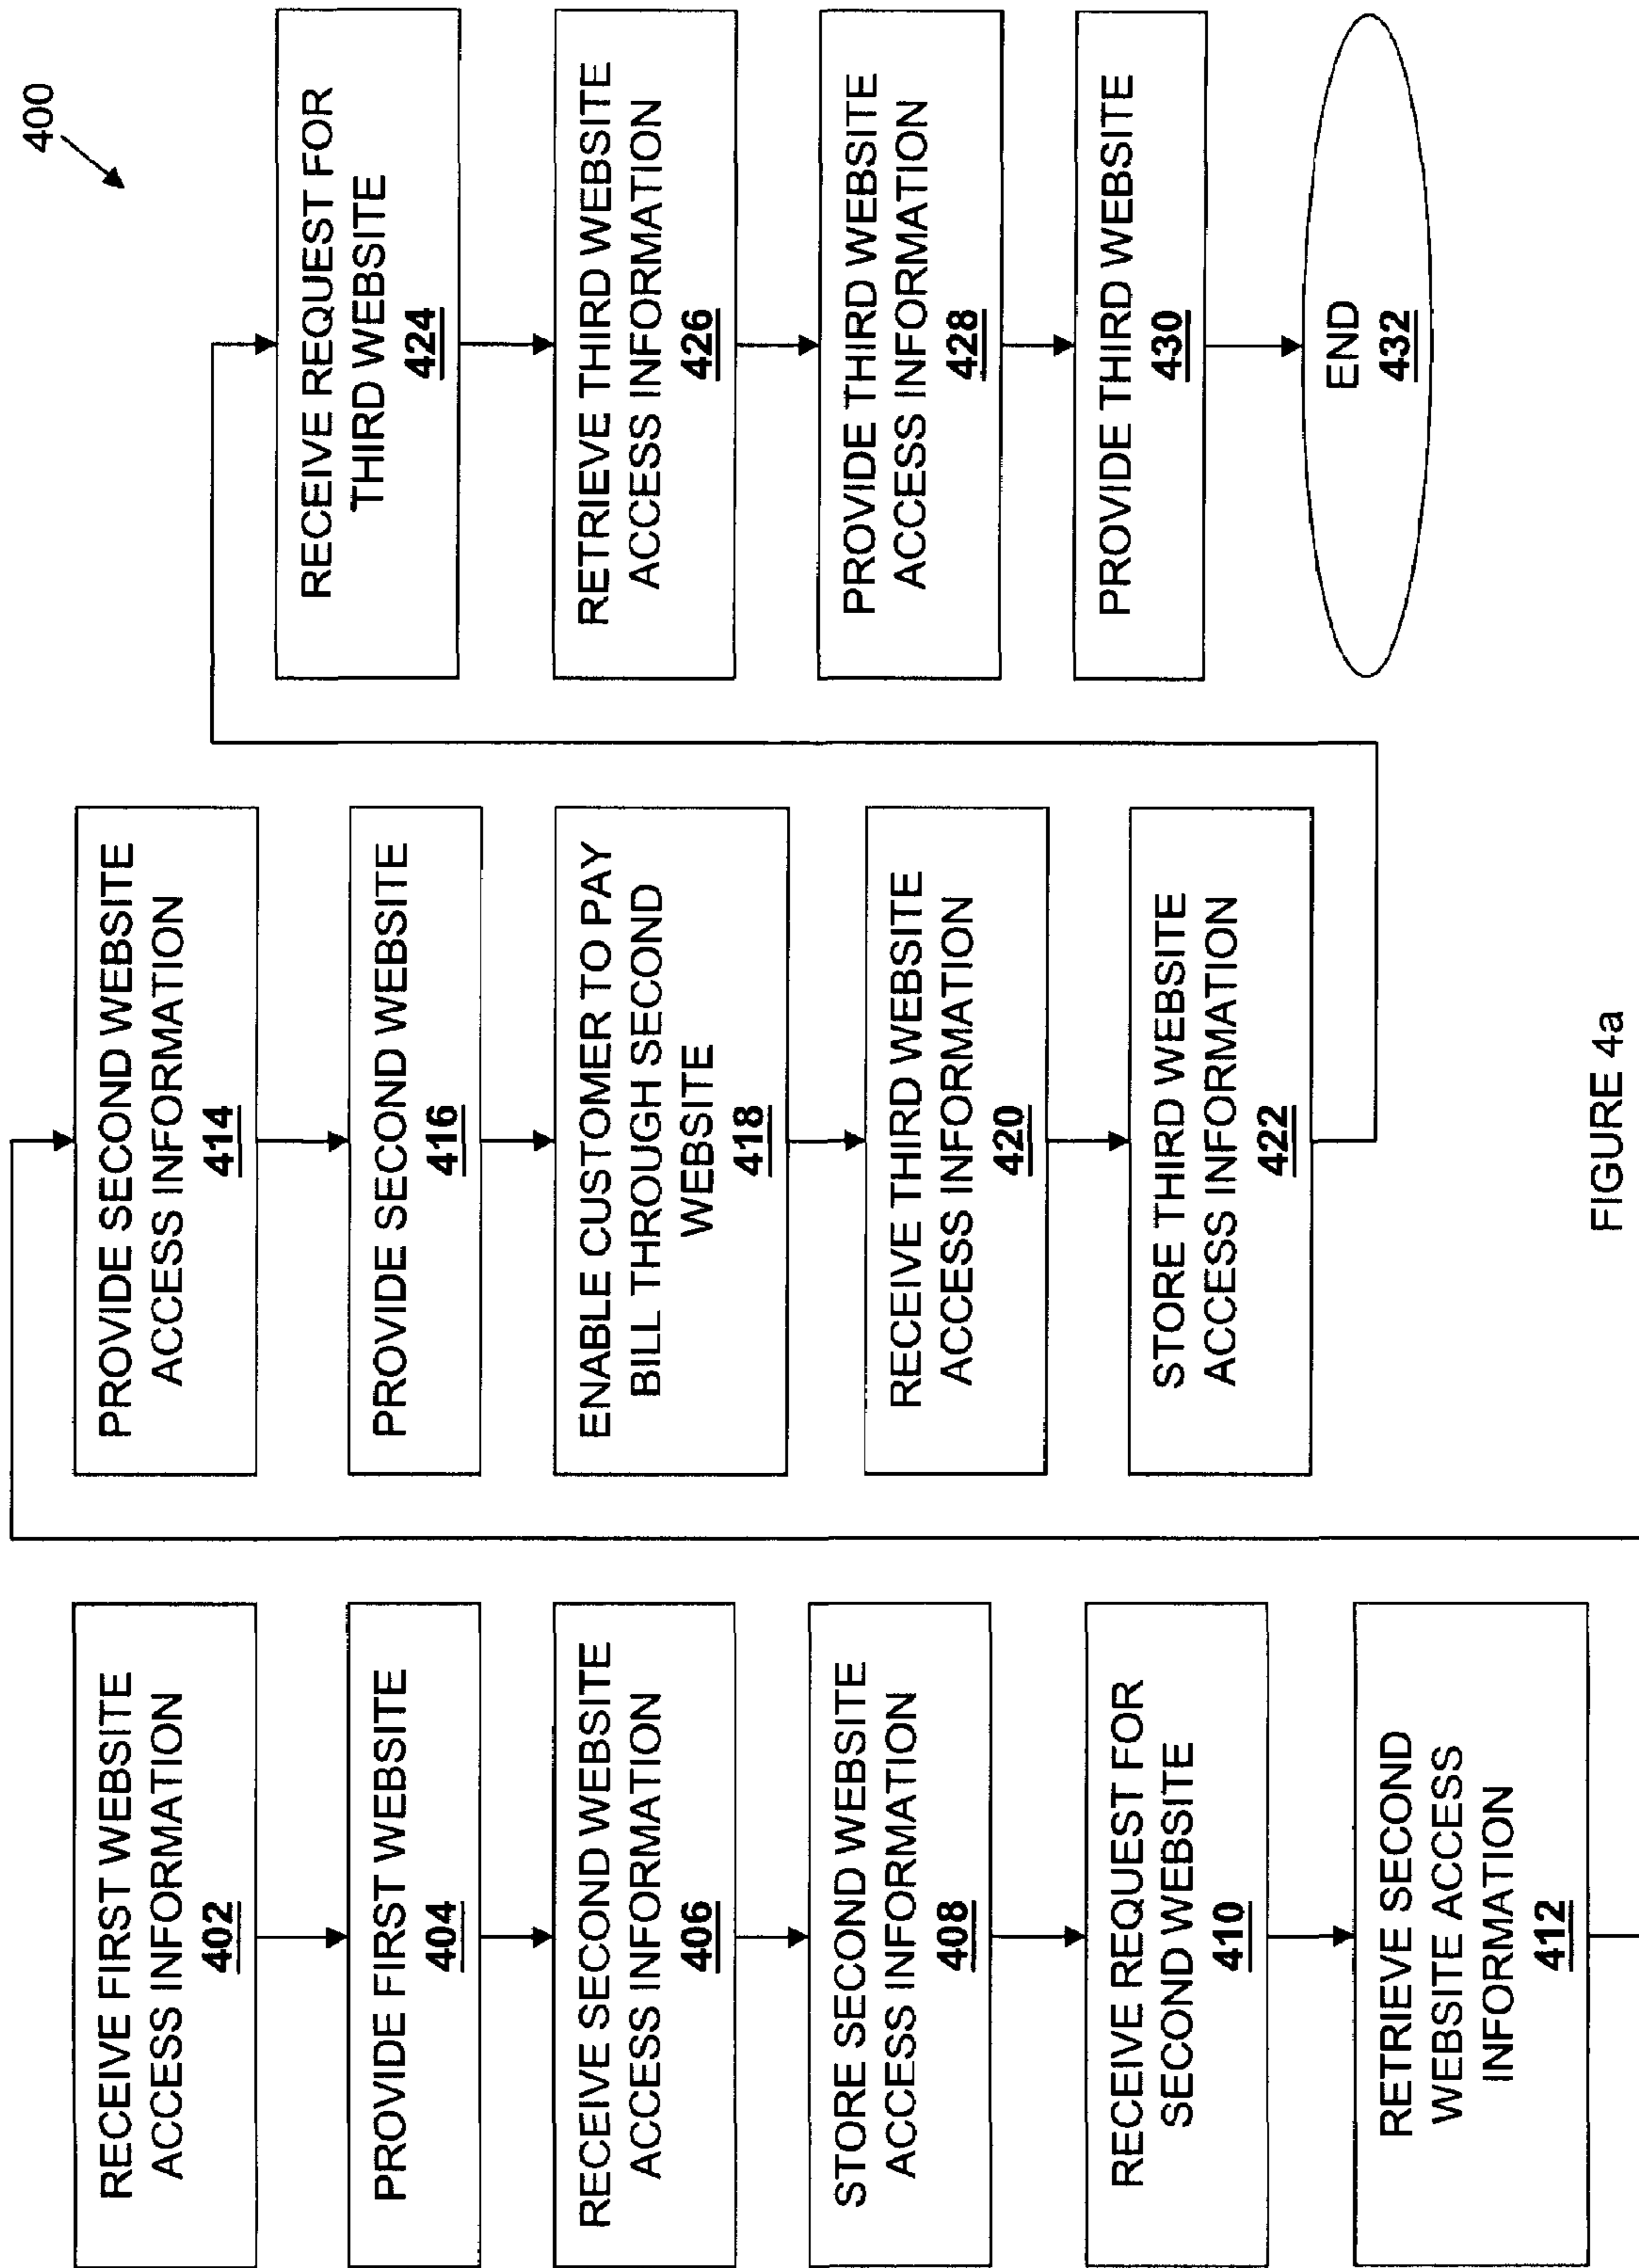 400
RECEIVE FIRST WEBSITE
ACCESS INFORMATION
402
PROVIDE FIRST WEBSITE
404
RECEIVE SECOND WEBSITE
ACCESS INFORMATION
406
STORE SECOND WEBSITE
ACCESS INFORMATION
408
RECEIVE REQUEST FOR
SECOND WEBSITE
410
RETRIEVE SECOND
WEBSITE ACCESS
INFORMATION
412
PROVIDE SECOND WEBSITE
ACCESS INFORMATION
414
PROVIDE SECOND WEBSITE
416
ENABLE CUSTOMER TO PAY
BILL THROUGH SECOND
WEBSITE
418
RECEIVE THIRD WEBSITE
ACCESS INFORMATION
420
STORE THIRD WEBSITE
ACCESS INFORMATION
422
RECEIVE REQUEST FOR
THIRD WEBSITE
424
RETRIEVE THIRD WEBSITE
ACCESS INFORMATION
426
PROVIDE THIRD WEBSITE
ACCESS INFORMATION
428
PROVIDE THIRD WEBSITE
430
END
432
FIGURE 4a